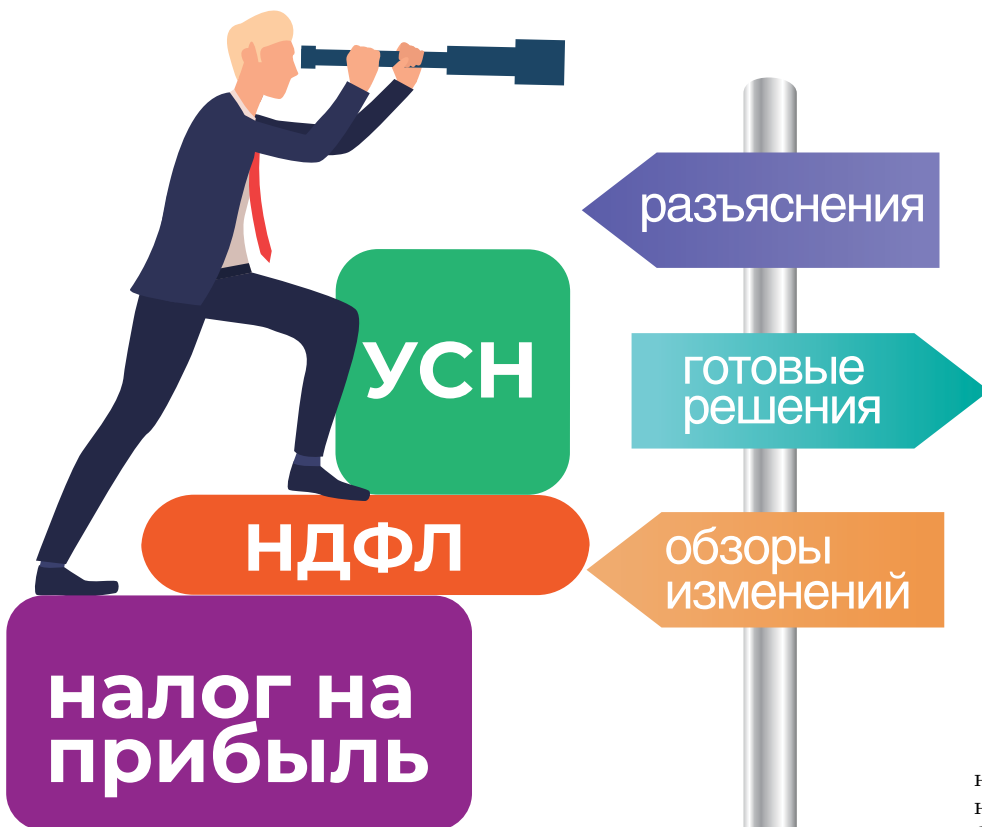 разъяснения
УСН
готовые
решения
НДФЛ
обзоры
изменений
налог на
прибыль